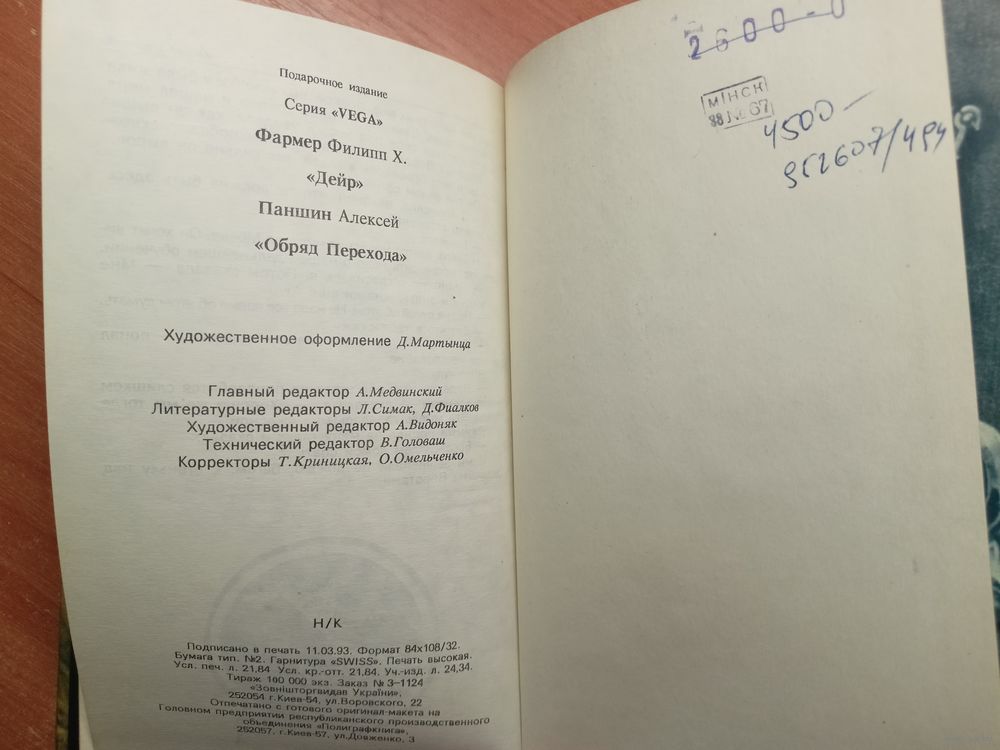 Подарочное издание
Серия «VEGA»
Фармер Филипп Х.
«Дейр»
Паншин Алексей
«Обряд Перехода»
Художественное оформление Д.Мартынца
Главный редактор А.Медвинский
Литературные редакторы Л.Симак, Д.Фиалков
Художественный редактор А.Видоняк
Технический редактор В.Головаш
Корректоры Т.Криницкая, О.Омельченко
Н/К
Подписано в печать 11.03.93. Формат 84х108/32.
Бумага тип. №2. Гарнитура «SWISS». Печать высокая.
Усл. печ. л. 21,84 Усл. кр.-отт. 21,84. Уч.-изд. л. 24,34.
Тираж 100 000 экз. Заказ № 3–1124
«Зовнішторгвидав України»,
252054 г.Киев-54, ул.Воровского, 22
Отпечатано с готового оригинал-макета на
Головном предприятии республиканского производственного
объединения «Полиграфкнига»,
252057, г.Киев-57, ул.Довженко, 3
2600-0
МІНСК
67
4500-
952607/494